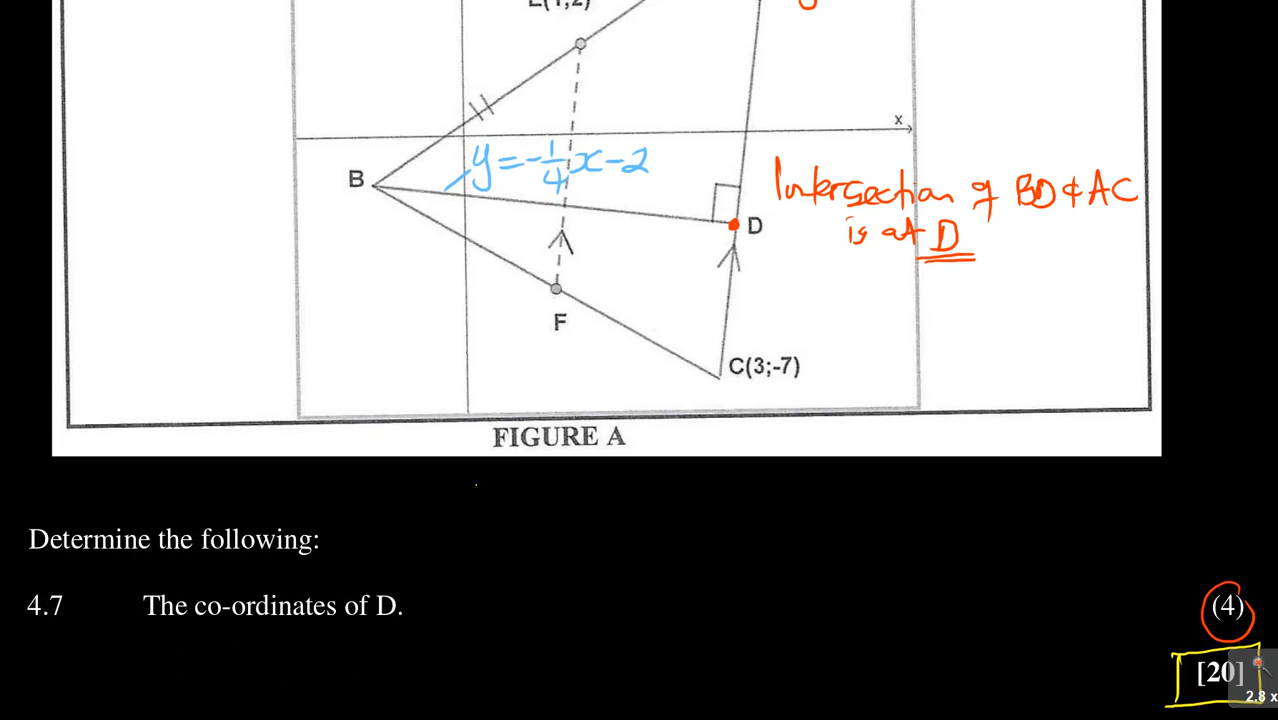 E(1;2)
x
y = -1/4 x - 2
B
Intersection of BD & AC
is at D
D
F
C(3;-7)
FIGURE A
Determine the following:
4.7 The co-ordinates of D. (4)
[20]
2.8 x